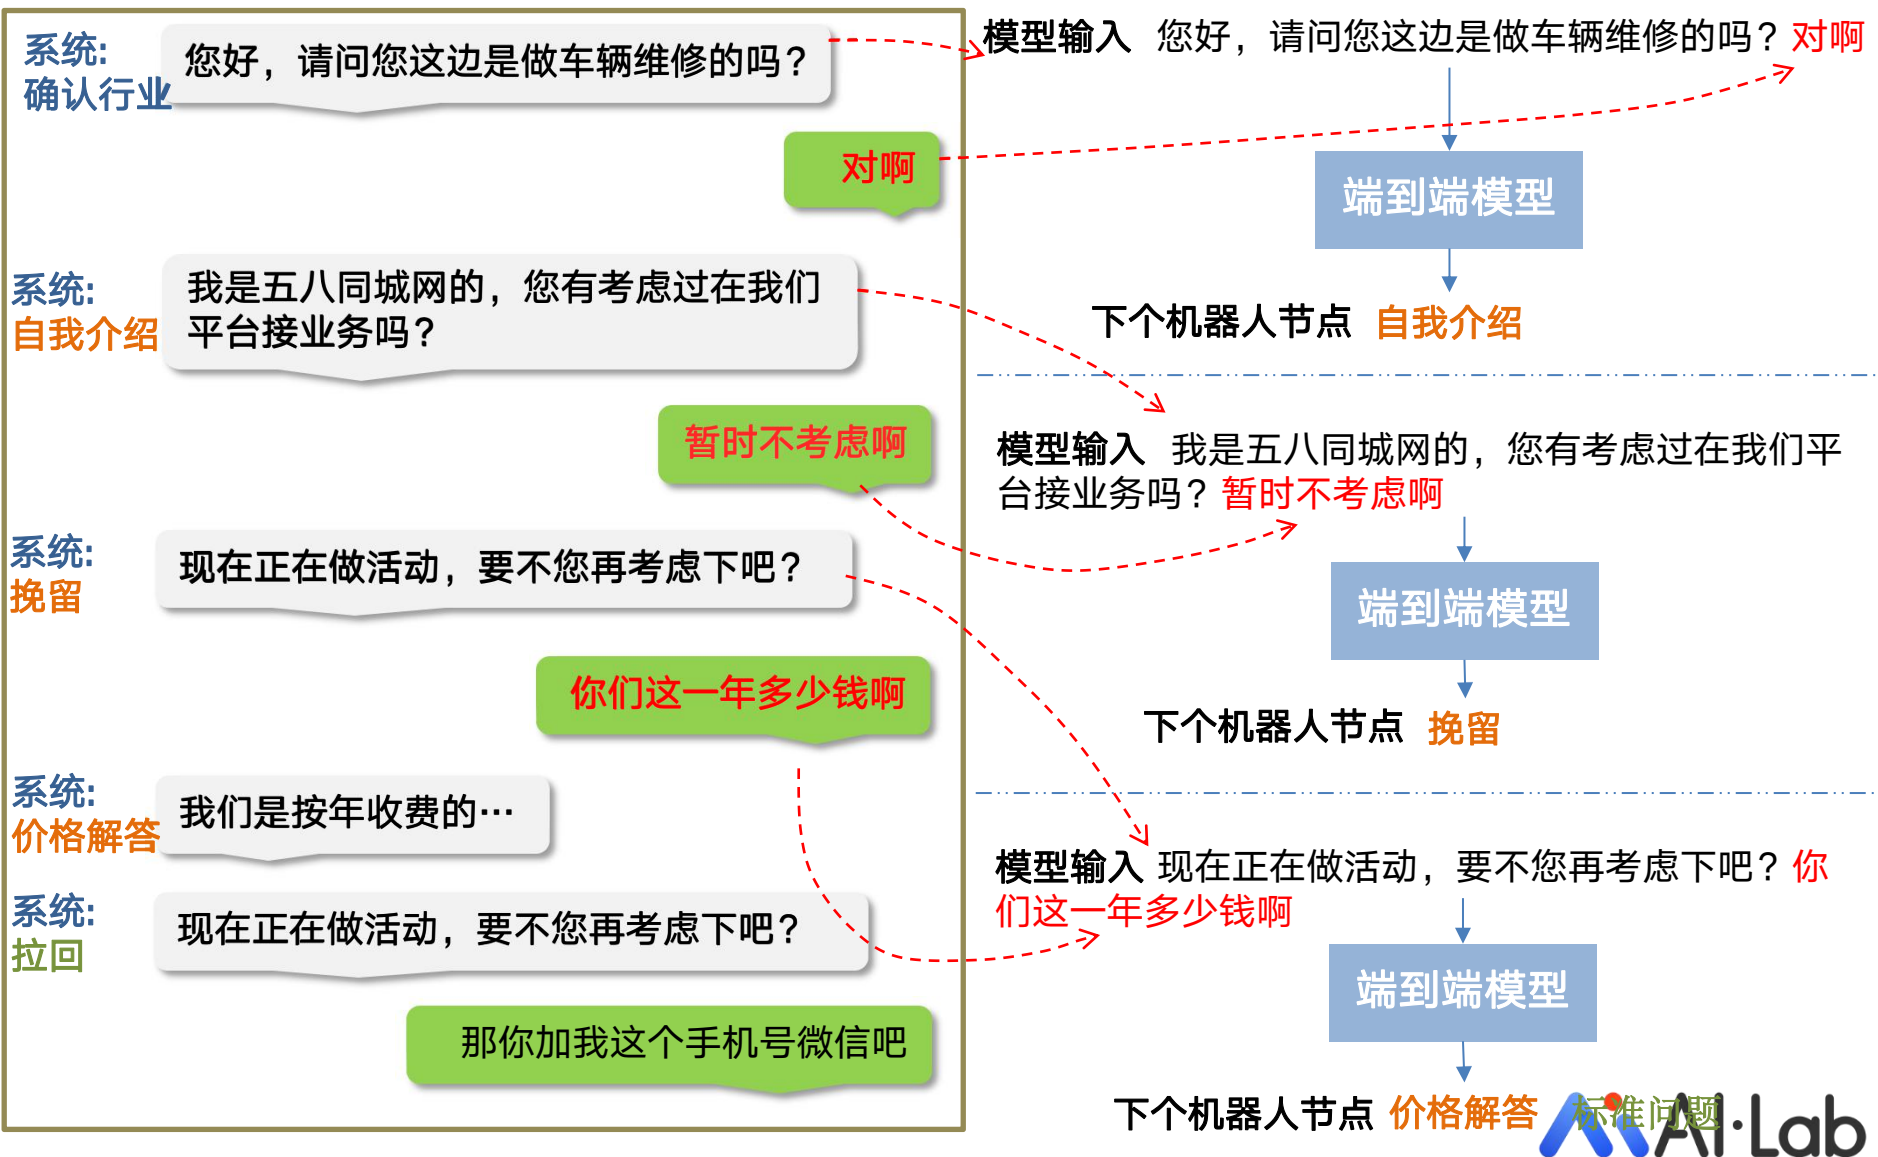 系统:
确认行业
您好，请问您这边是做车辆维修的吗？
对啊
系统:
自我介绍
我是五八同城网的，您有考虑过在我们
平台接业务吗？
暂时不考虑啊
系统:
挽留
现在正在做活动，要不您再考虑下吧？
你们这一年多少钱啊
系统:
价格解答
我们是按年收费的…
系统:
拉回
现在正在做活动，要不您再考虑下吧？
那你加我这个手机号微信吧
模型输入 您好，请问您这边是做车辆维修的吗？对啊
端到端模型
下个机器人节点 自我介绍
模型输入 我是五八同城网的，您有考虑过在我们平
台接业务吗？暂时不考虑啊
端到端模型
下个机器人节点 挽留
模型输入 现在正在做活动，要不您再考虑下吧？你
们这一年多少钱啊
端到端模型
下个机器人节点 价格解答 标准问题
AI·Lab